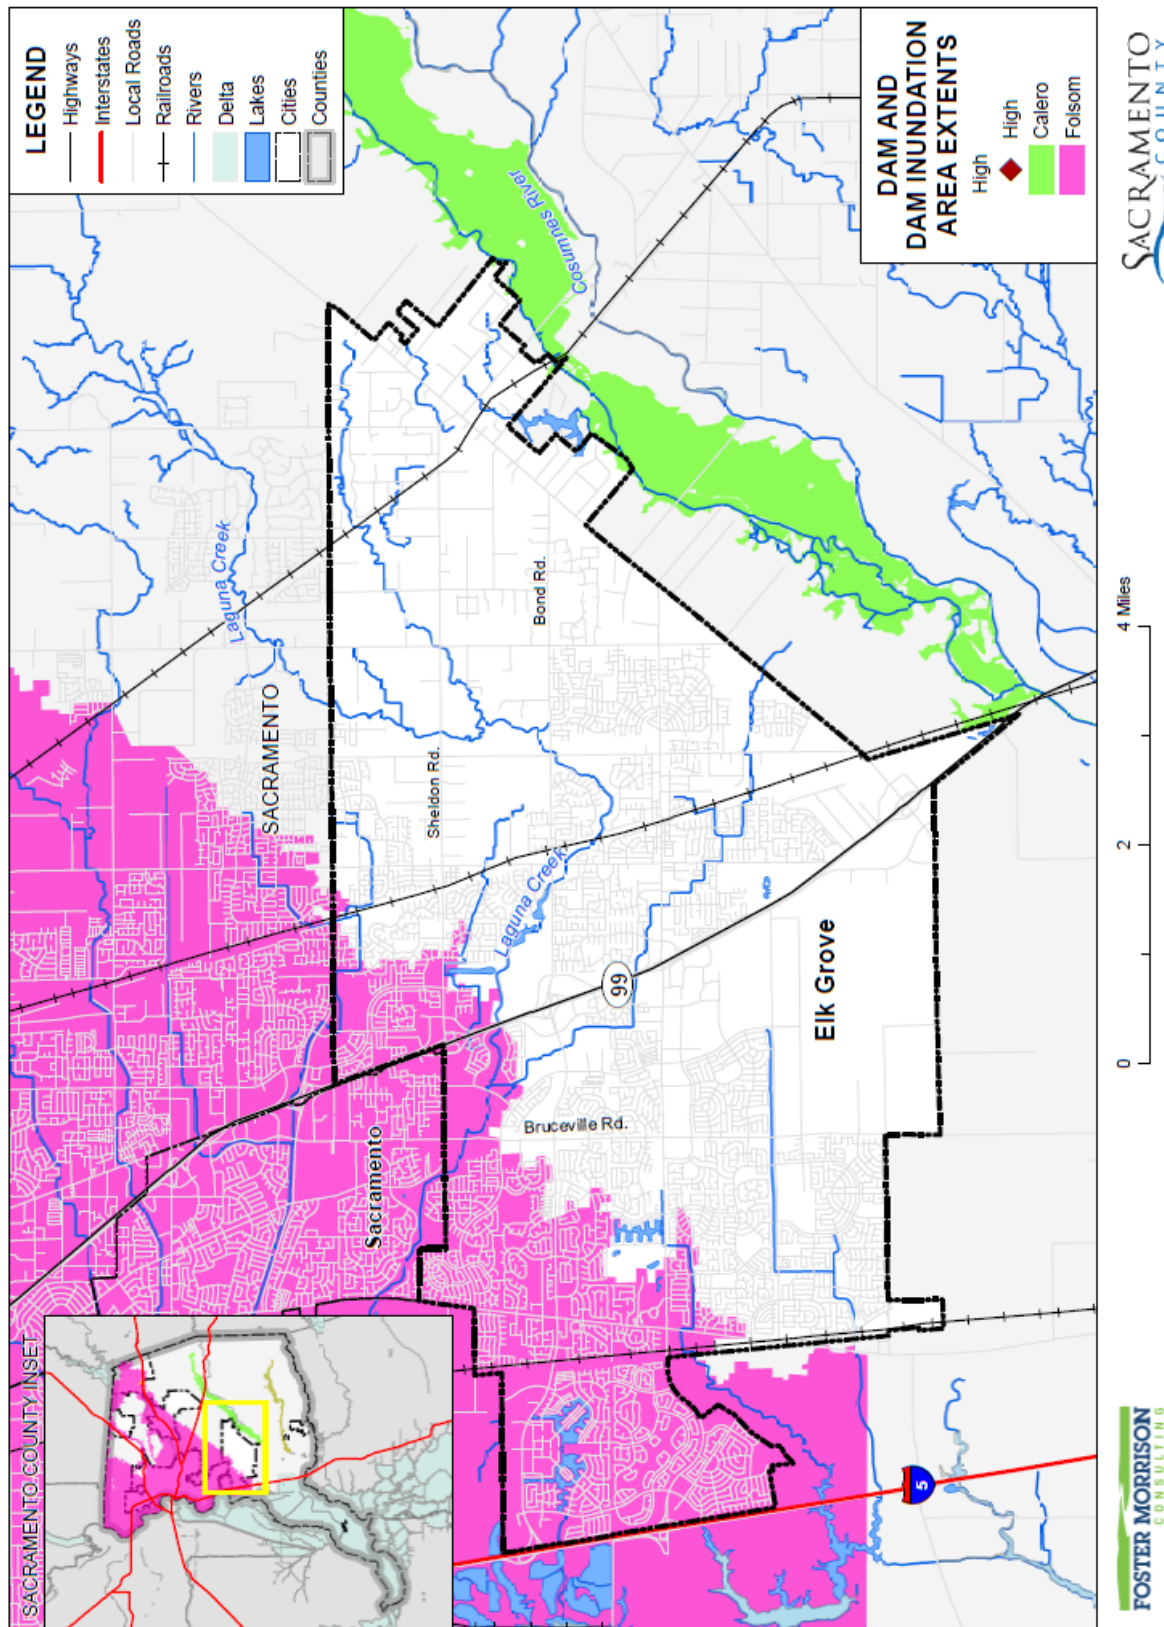 SACRAMENTO COUNTY INSET
LEGEND
Highways
Interstates
Local Roads
Railroads
Rivers
Delta
Lakes
Cities
Counties
Laguna Creek
SACRAMENTO
Sheldon Rd.
Bond Rd.
Cosumnes River
Sacramento
Laguna Creek
99
Bruceville Rd.
Elk Grove
5
DAM AND
DAM INUNDATION
AREA EXTENTS
High
High
Calero
Folsom
0 2 4 Miles
FOSTER MORRISON
CONSULTING
SACRAMENTO
COUNTY